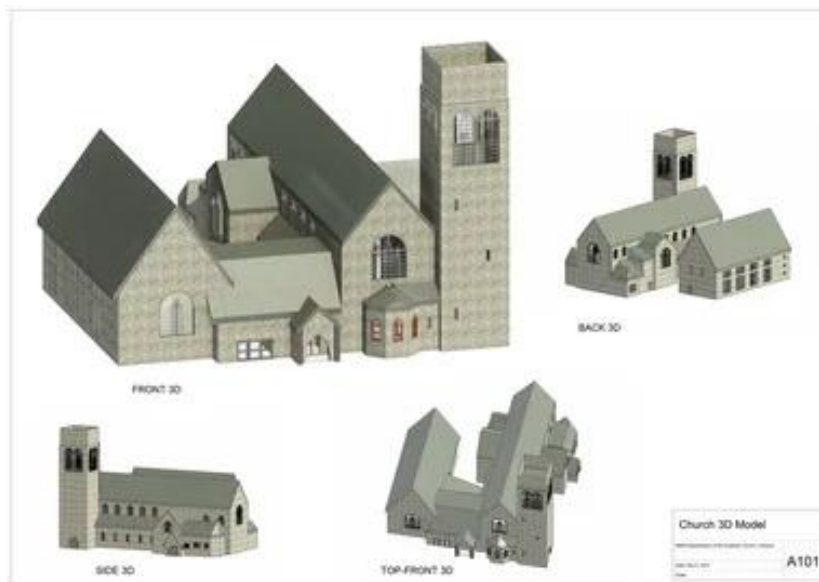 FRONT 3D
BACK 3D
SIDE 3D
TOP-FRONT 3D
Church 3D Model
A101